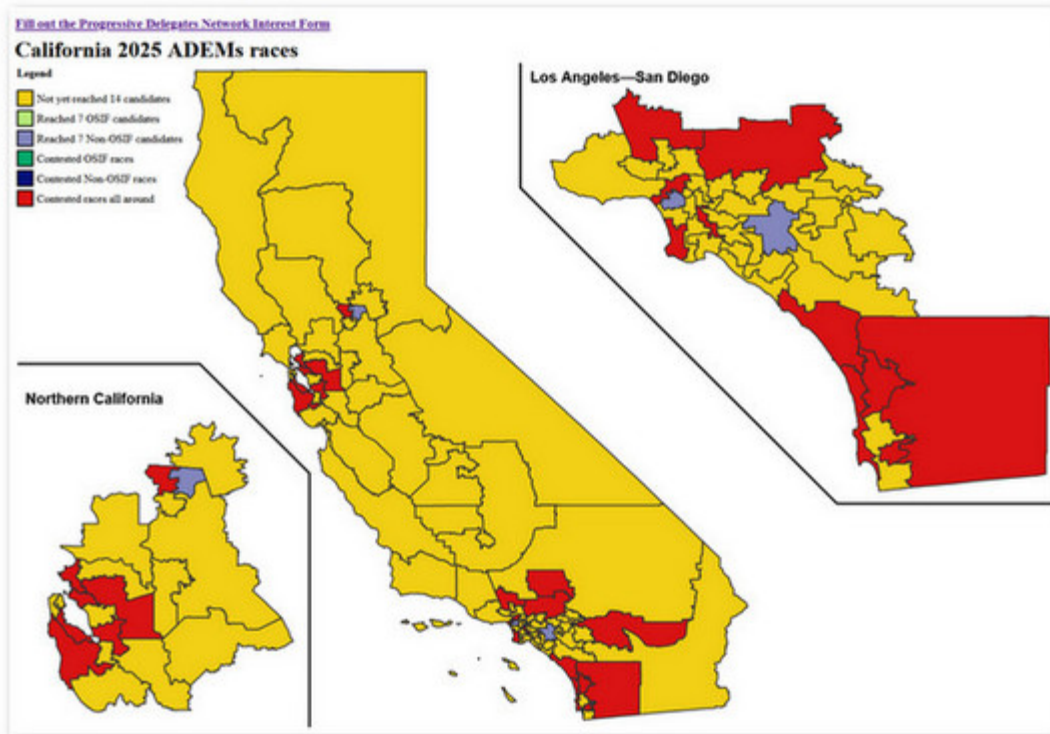 Fill out the Progressive Delegates Network Interest Form
California 2025 ADEMs races
Legend
Not yet reached 14 candidates
Reached 7 OSIF candidates
Reached 7 Non-OSIF candidates
Contested OSIF races
Contested Non-OSIF races
Contested races all around
Los Angeles—San Diego
Northern California